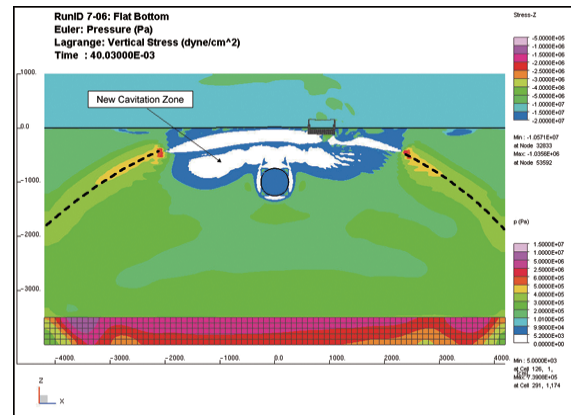 RunID 7-06: Flat Bottom
Euler: Pressure (Pa)
Lagrange: Vertical Stress (dyne/cm^2)
Time : 40.03000E-03
Stress-Z
-5.0000E+05
-1.0000E+06
-1.5000E+06
-2.0000E+06
-2.5000E+06
-3.0000E+06
-4.0000E+06
-5.0000E+06
-1.0000E+07
-1.5000E+07
-2.0000E+07
Min : -1.0571E+07
at Node 32833
Max : -1.0356E+06
at Node 53592
1000.
0.0
-1000.
-2000.
-3000.
New Cavitation Zone
p (Pa)
1.5000E+07
1.0000E+07
5.0000E+06
2.5000E+06
6.0000E+05
5.0000E+05
4.0000E+05
3.0000E+05
2.0000E+05
1.0100E+05
9.9000E+04
5.2000E+03
0.0000E+00
-4000.
-3000.
-2000.
-1000.
0.0
1000.
2000.
3000.
4000.
Min : 5.0000E+03
at Cell 126, 1,
at Cell 291, 1,174
Z
X